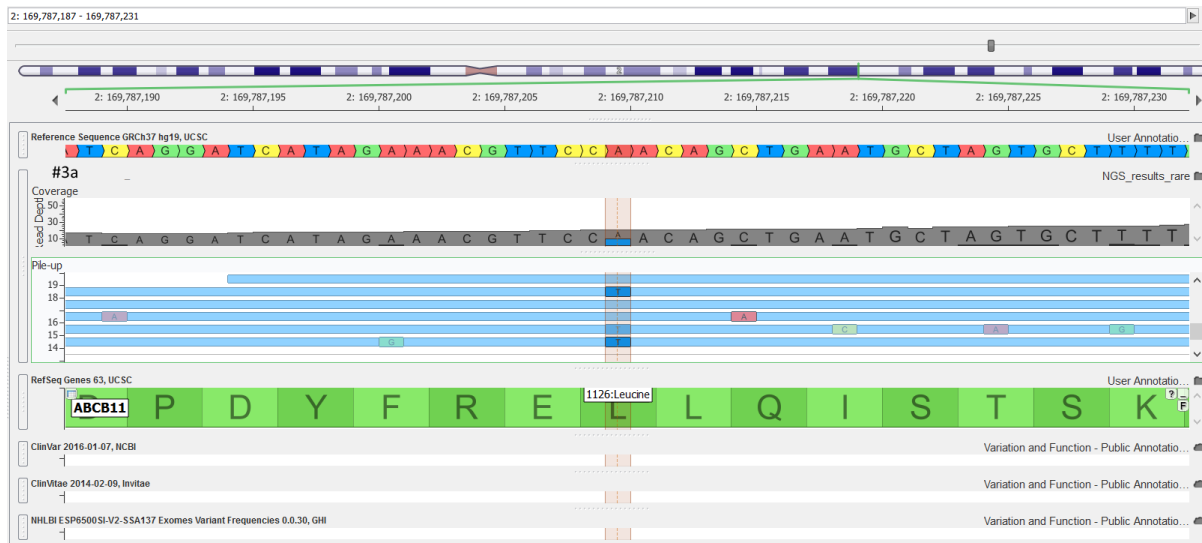 2: 169,787,187 - 169,787,231
2: 169,787,190 2: 169,787,195 2: 169,787,200 2: 169,787,205 2: 169,787,210 2: 169,787,215 2: 169,787,220 2: 169,787,225 2: 169,787,230
Reference Sequence GRCh37 hg19, UCSC User Annotatio...
T C A G G A T C A T A G A A A C G T T C C A A C A G C T G A A T G C T A G T G C T T T T
#3a
NGS_results_rare
Coverage
50
30
10
T C A G G A T C A T A G A A A C G T T C C A A C A G C T G A A T G C T A G T G C T T T T
Pile-up
19
T
18
16 A A
15 T C A G
14 G T
RefSeq Genes 63, UCSC User Annotatio...
1126:Leucine ? _
ABCB11 P D Y F R E L L Q I S T S K F
ClinVar 2016-01-07, NCBI Variation and Function - Public Annotatio...
ClinVitae 2014-02-09, Invitae Variation and Function - Public Annotatio...
NHLBI ESP6500SI-V2-SSA137 Exomes Variant Frequencies 0.0.30, GHI Variation and Function - Public Annotatio...